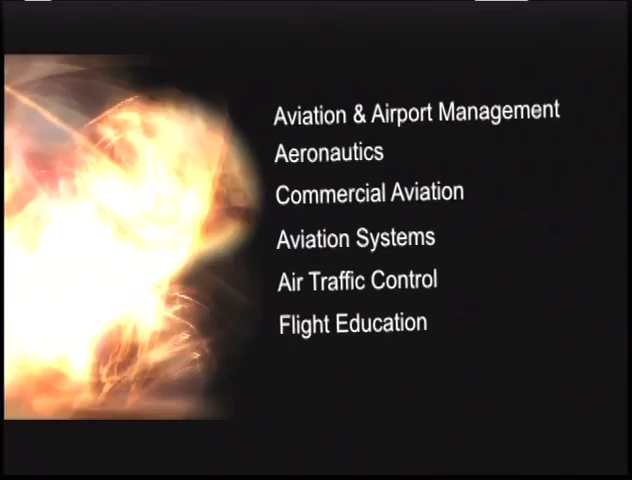 Aviation & Airport Management
Aeronautics
Commercial Aviation
Aviation Systems
Air Traffic Control
Flight Education